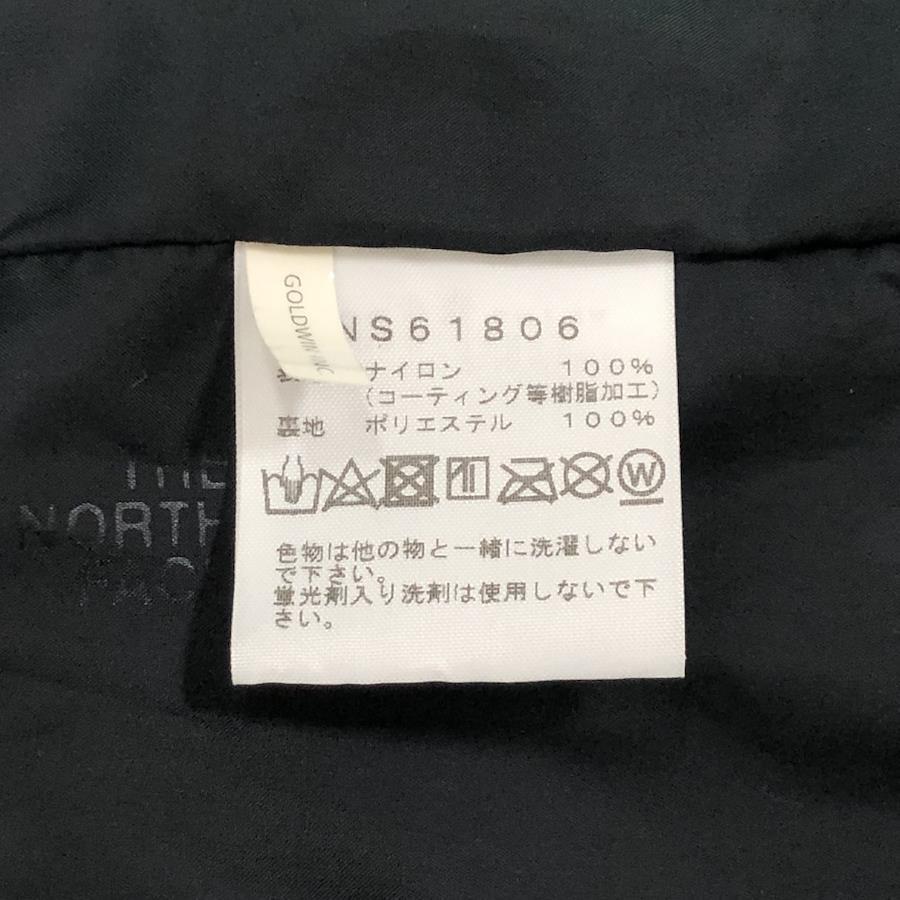 GOLDWIN INC
NS61806
ナイロン 100%
(コーティング等樹脂加工)
裏地 ポリエステル 100%
W
色物は他の物と一緒に洗濯しない
で下さい。
蛍光剤入り洗剤は使用しないで下
さい。
THE
NORTH
FAC